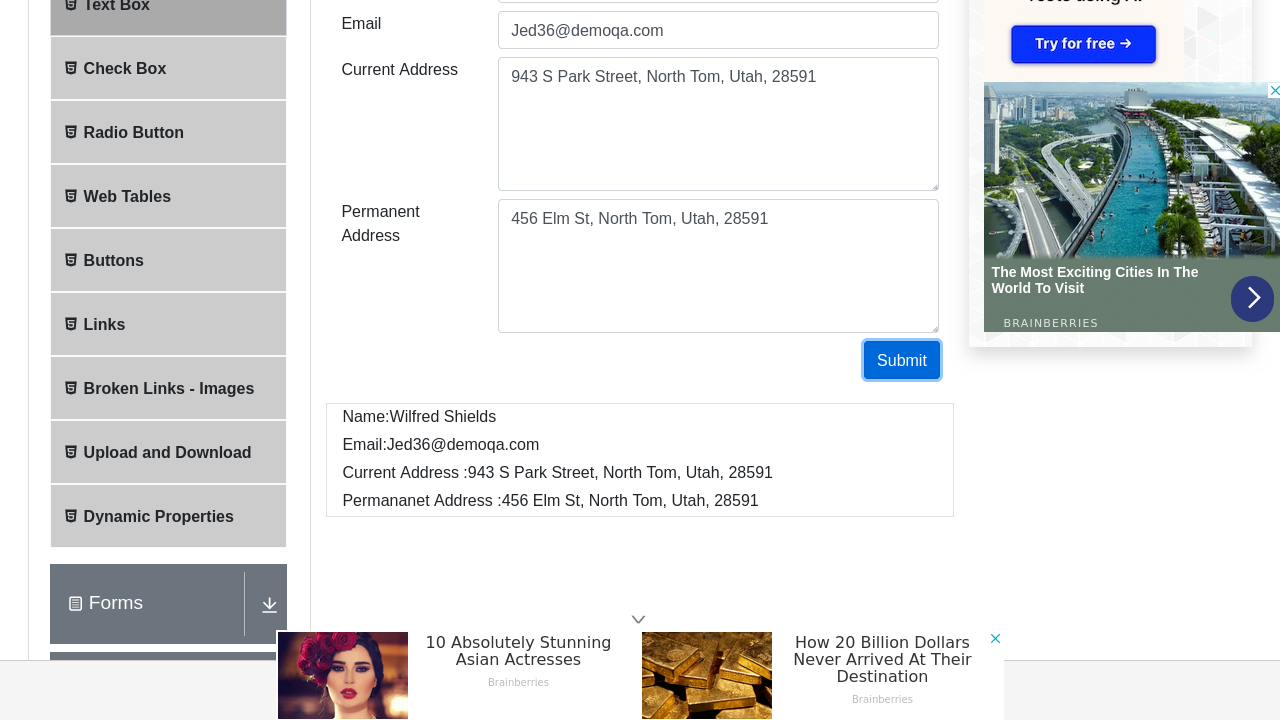 Text Box
Check Box
Radio Button
Web Tables
Buttons
Links
Broken Links - Images
Upload and Download
Dynamic Properties
Forms
Email
Jed36@demoqa.com
Current Address
943 S Park Street, North Tom, Utah, 28591
Permanent
Address
456 Elm St, North Tom, Utah, 28591
Submit
Name:Wilfred Shields
Email:Jed36@demoqa.com
Current Address :943 S Park Street, North Tom, Utah, 28591
Permananet Address :456 Elm St, North Tom, Utah, 28591
Try for free →
The Most Exciting Cities In The
World To Visit
BRAINBERRIES
10 Absolutely Stunning
Asian Actresses
Brainberries
How 20 Billion Dollars
Never Arrived At Their
Destination
Brainberries